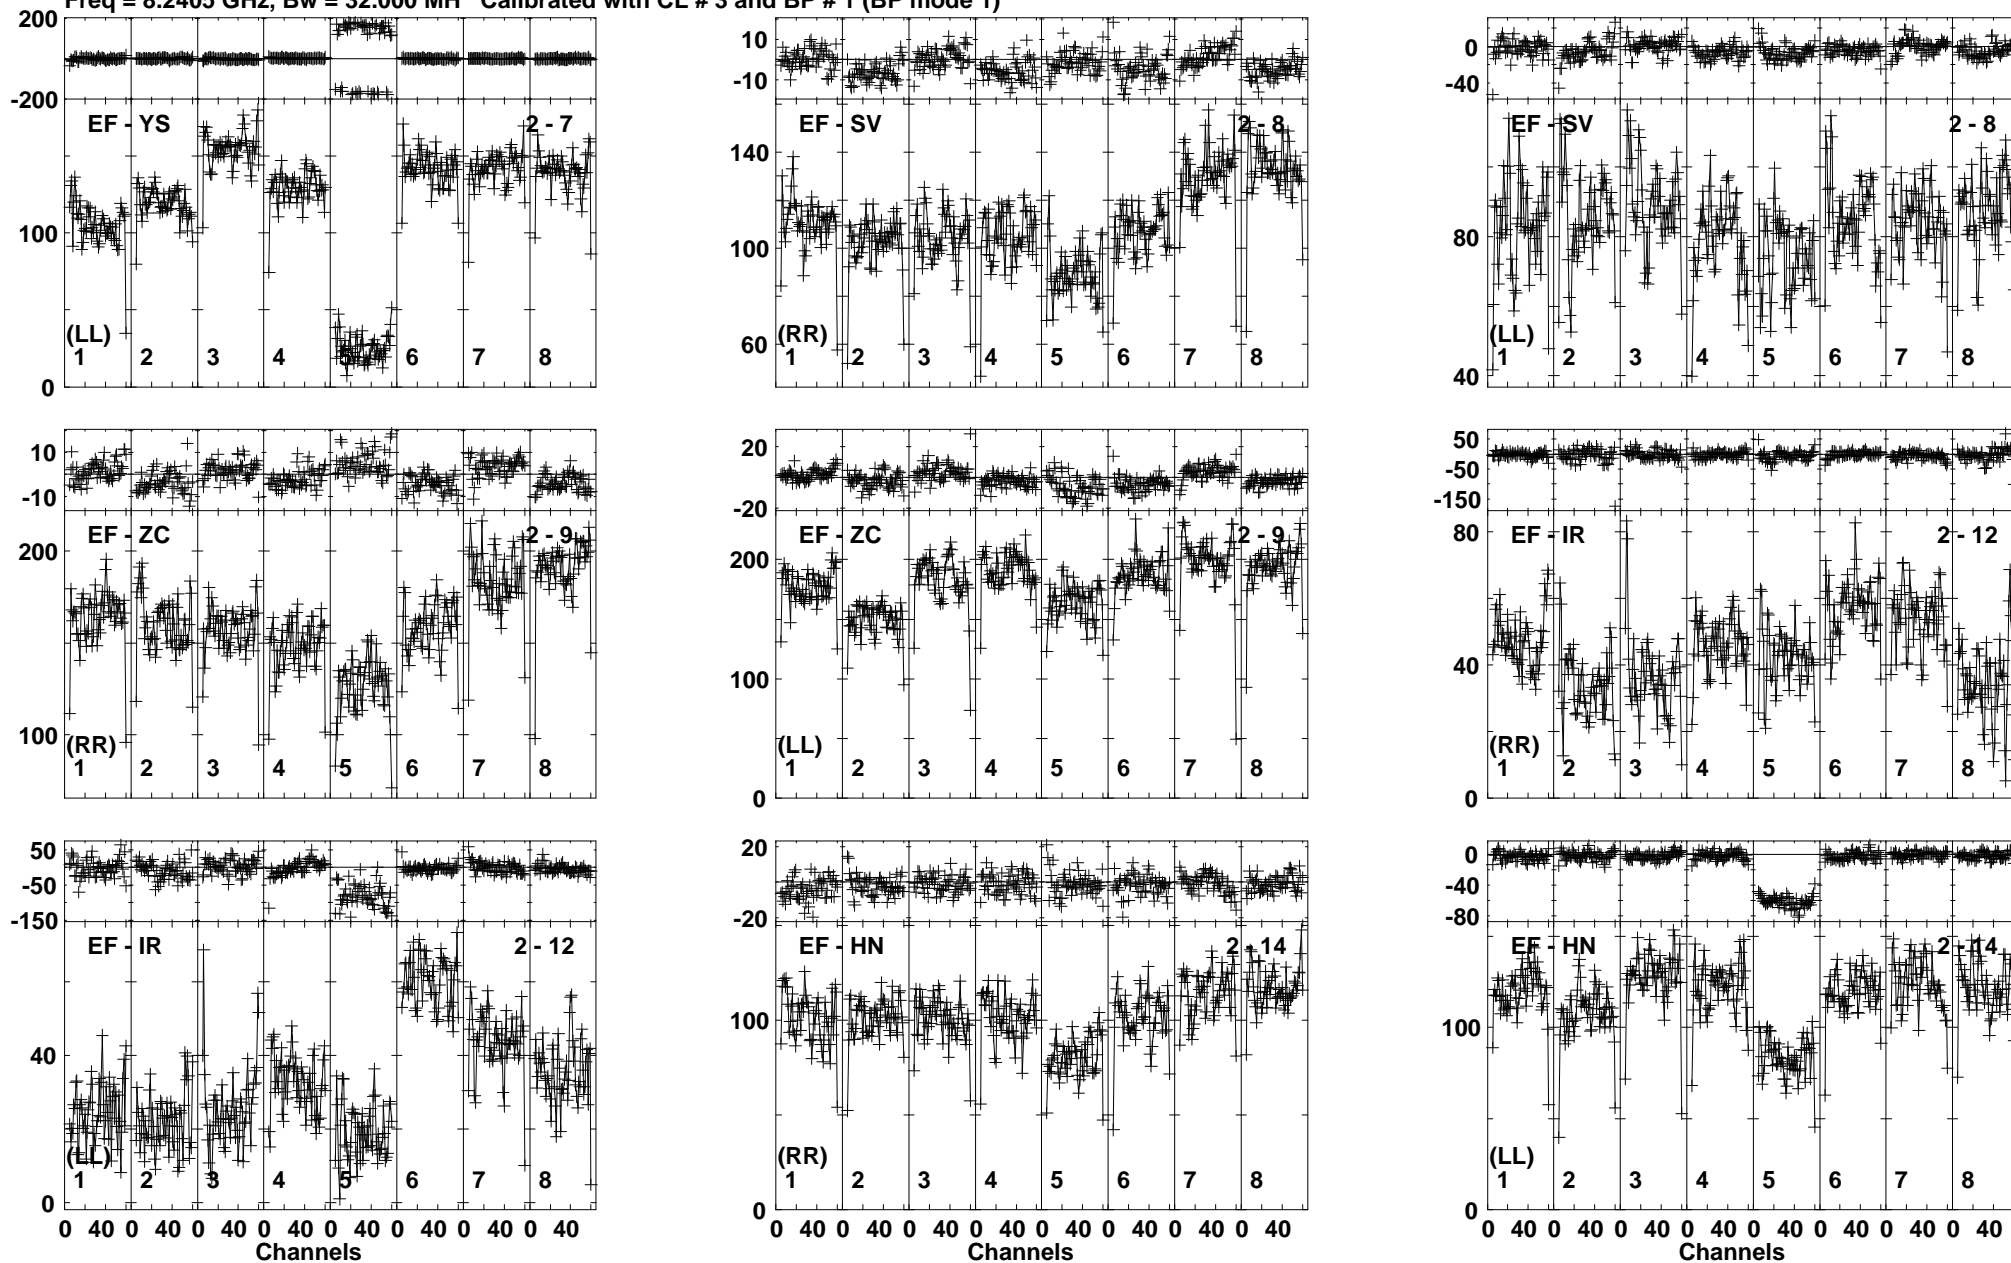 Freq = 8.2405 GHz, Bw = 32.000 MH Calibrated with CL # 3 and BP # 1 (BP mode 1)
200
-200
EF - YS 2 - 7
100
(LL)
1 2 3 4 5 6 7 8
0
10
-10
EF - SV 2 - 8
140
100
60
(RR)
1 2 3 4 5 6 7 8
0
-40
EF - SV 2 - 8
80
40
(LL)
1 2 3 4 5 6 7 8
10
-10
EF - ZC 2 - 9
200
100
(RR)
1 2 3 4 5 6 7 8
20
-20
EF - ZC 2 - 9
200
100
(LL)
1 2 3 4 5 6 7 8
0
50
-50
-150
EF - IR 2 - 12
80
40
(RR)
1 2 3 4 5 6 7 8
0
50
-50
-150
EF - IR 2 - 12
40
(LL)
1 2 3 4 5 6 7 8
0
0 40 0 40 0 40 0 40 0 40 0 40 0 40 0 40
Channels
20
-20
EF - HN 2 - 14
100
(RR)
1 2 3 4 5 6 7 8
0
0 40 0 40 0 40 0 40 0 40 0 40 0 40 0 40
Channels
0
-40
-80
EF - HN 2 - 14
100
(LL)
1 2 3 4 5 6 7 8
0
0 40 0 40 0 40 0 40 0 40 0 40 0 40 0 40
Channels